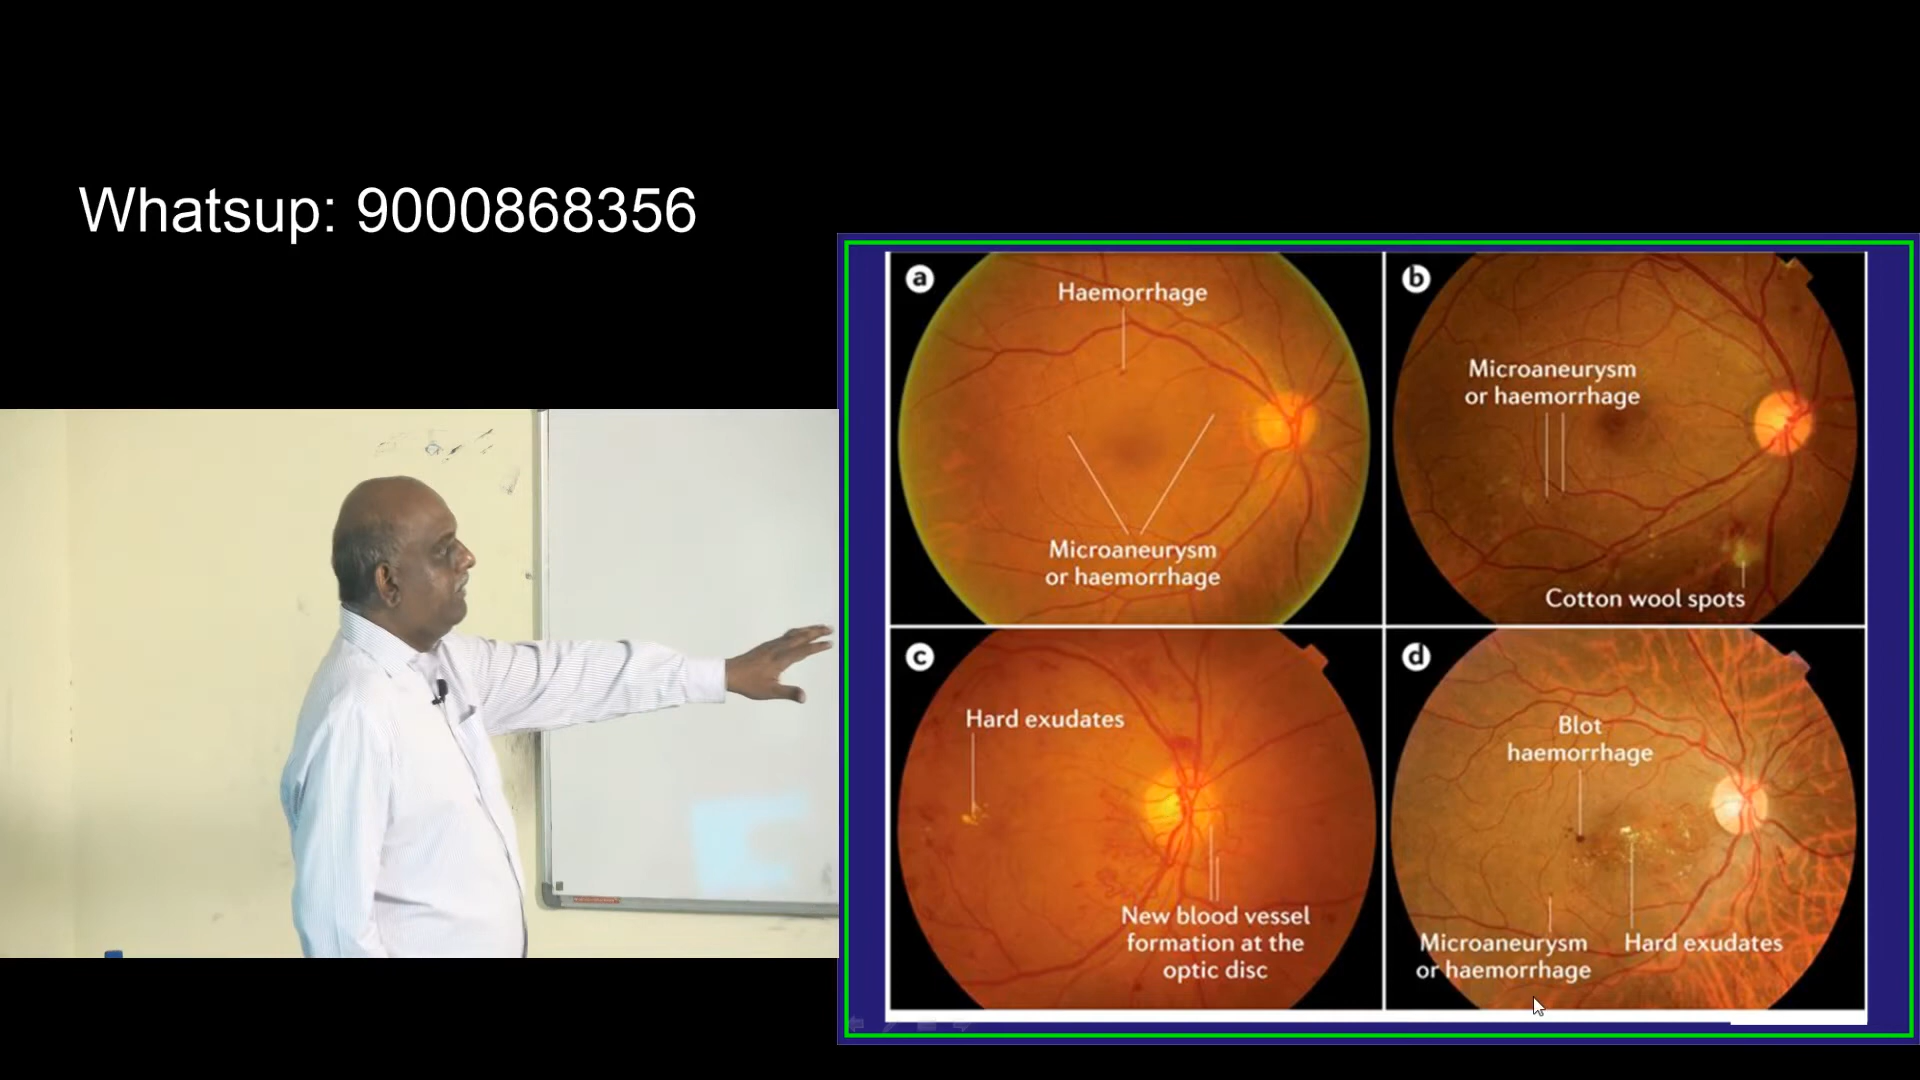 Whatsup: 9000868356
a
Haemorrhage
Microaneurysm
or haemorrhage
b
Microaneurysm
or haemorrhage
Cotton wool spots
c
Hard exudates
New blood vessel
formation at the
optic disc
d
Blot
haemorrhage
Microaneurysm
or haemorrhage
Hard exudates